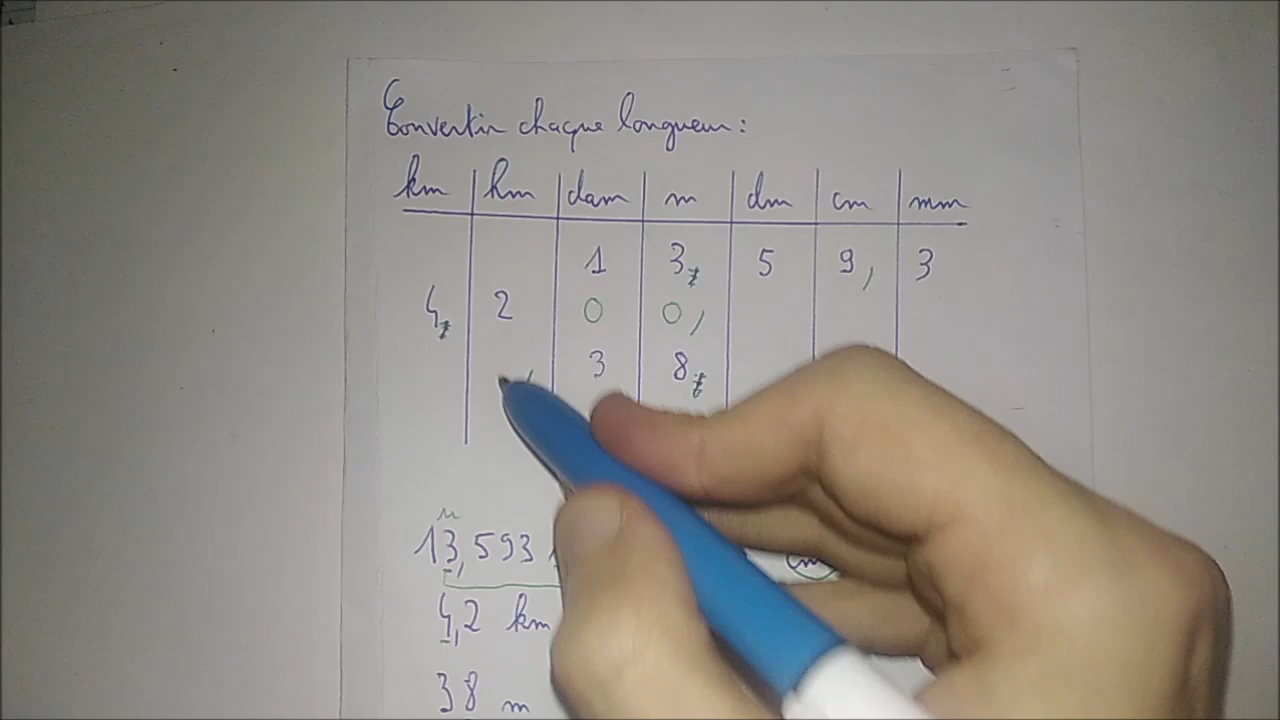 Convertir chaque longueur :
km hm dam m dm cm mm
1 3, 5 9, 3
4, 2 0 0,
, 3 8,
m
13,593 m
4,2 km
38 m